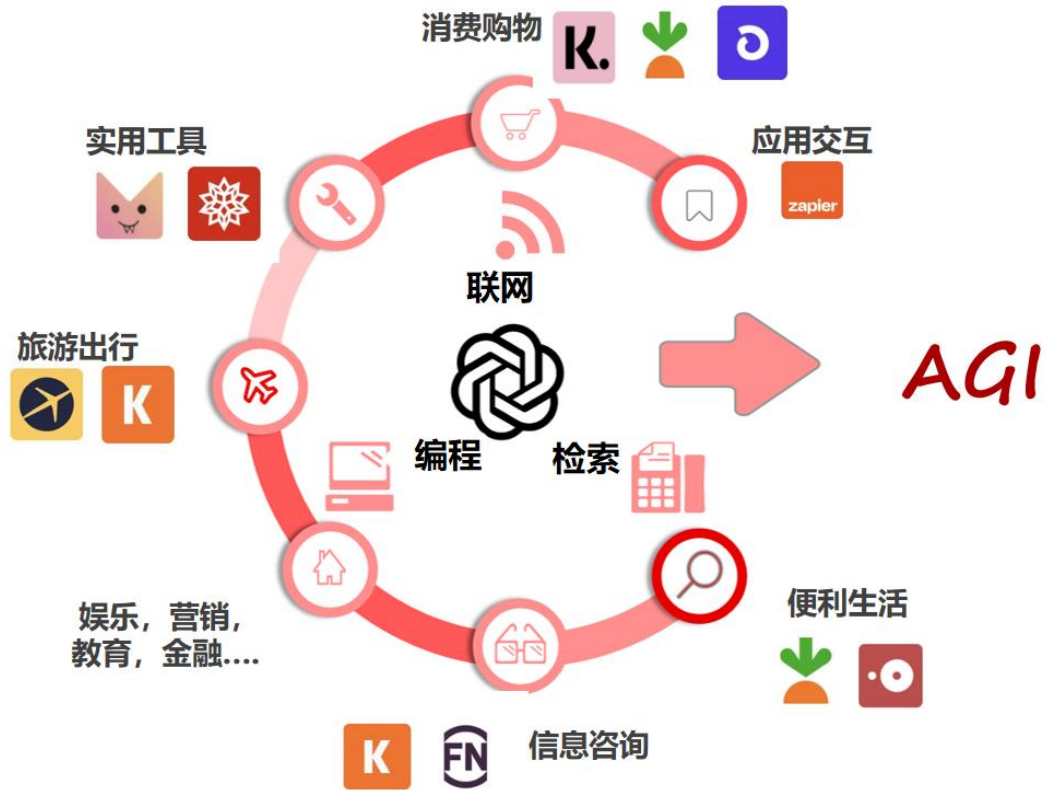 消费购物
K.
实用工具
应用交互
zapier
联网
旅游出行
K
AGI
编程
检索
娱乐，营销，
教育，金融....
便利生活
K
FN
信息咨询